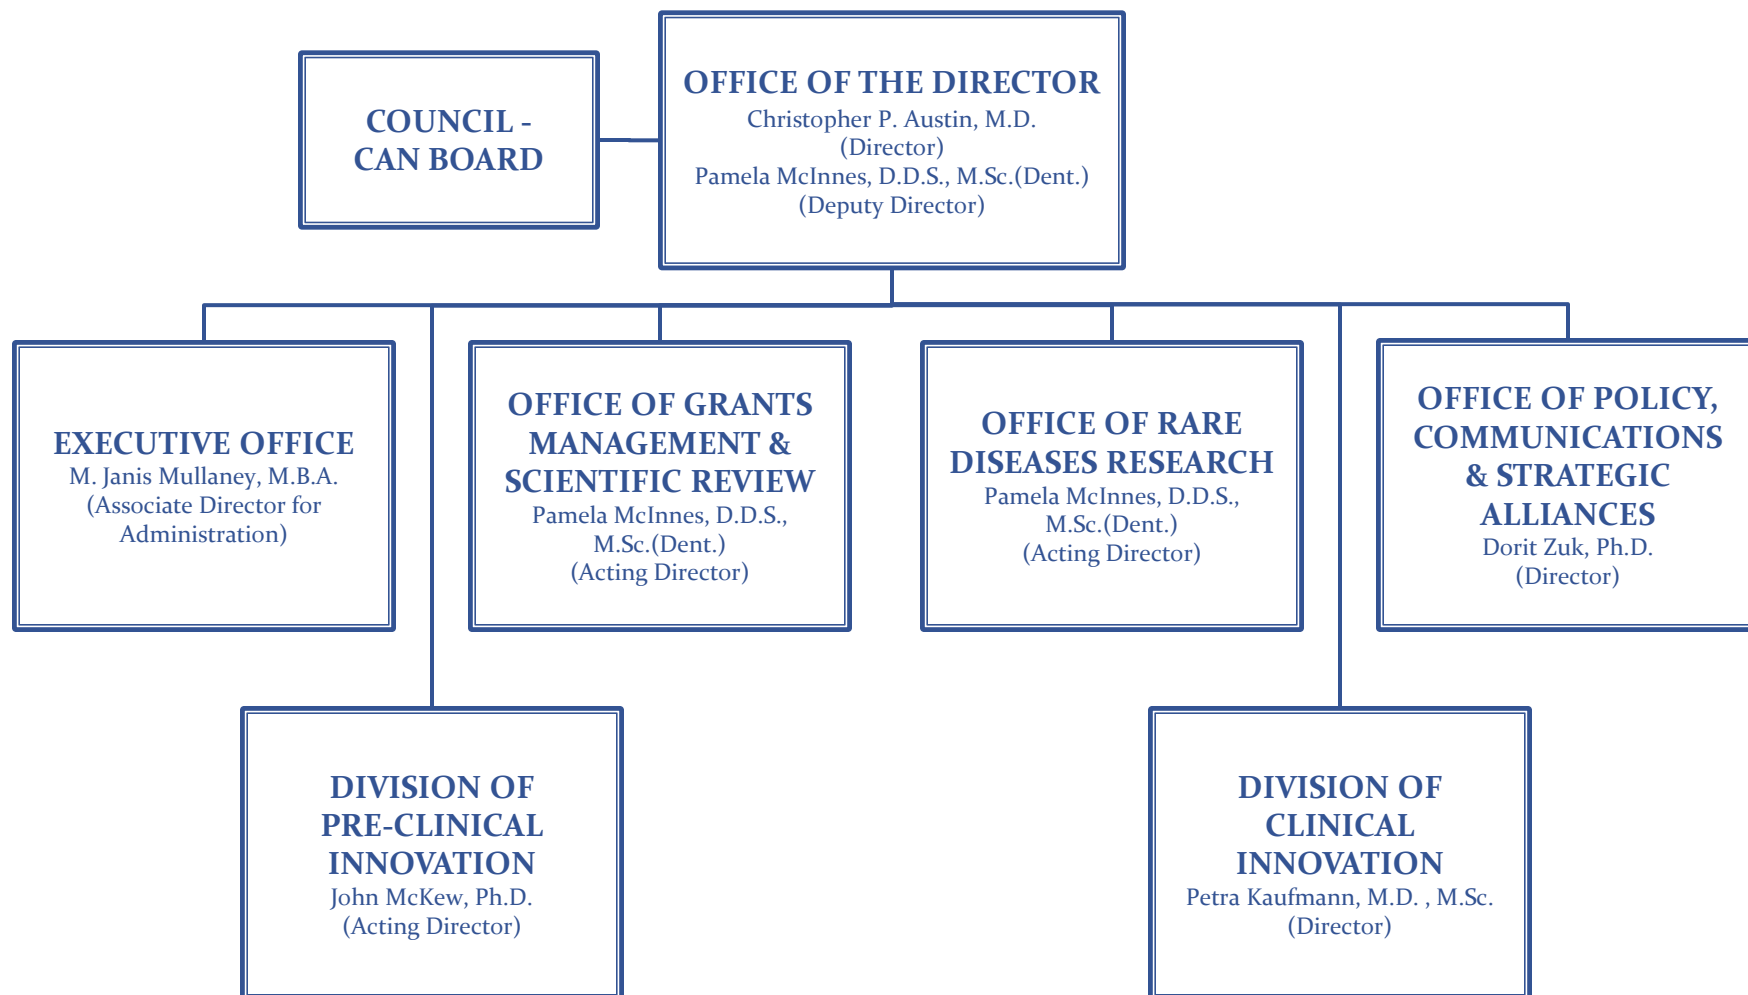 COUNCIL -
CAN BOARD
OFFICE OF THE DIRECTOR
Christopher P. Austin, M.D.
(Director)
Pamela McInnes, D.D.S., M.Sc.(Dent.)
(Deputy Director)
EXECUTIVE OFFICE
M. Janis Mullaney, M.B.A.
(Associate Director for
Administration)
OFFICE OF GRANTS
MANAGEMENT &
SCIENTIFIC REVIEW
Pamela McInnes, D.D.S.,
M.Sc.(Dent.)
(Acting Director)
OFFICE OF RARE
DISEASES RESEARCH
Pamela McInnes, D.D.S.,
M.Sc.(Dent.)
(Acting Director)
OFFICE OF POLICY,
COMMUNICATIONS
& STRATEGIC
ALLIANCES
Dorit Zuk, Ph.D.
(Director)
DIVISION OF
PRE-CLINICAL
INNOVATION
John McKew, Ph.D.
(Acting Director)
DIVISION OF
CLINICAL
INNOVATION
Petra Kaufmann, M.D. , M.Sc.
(Director)